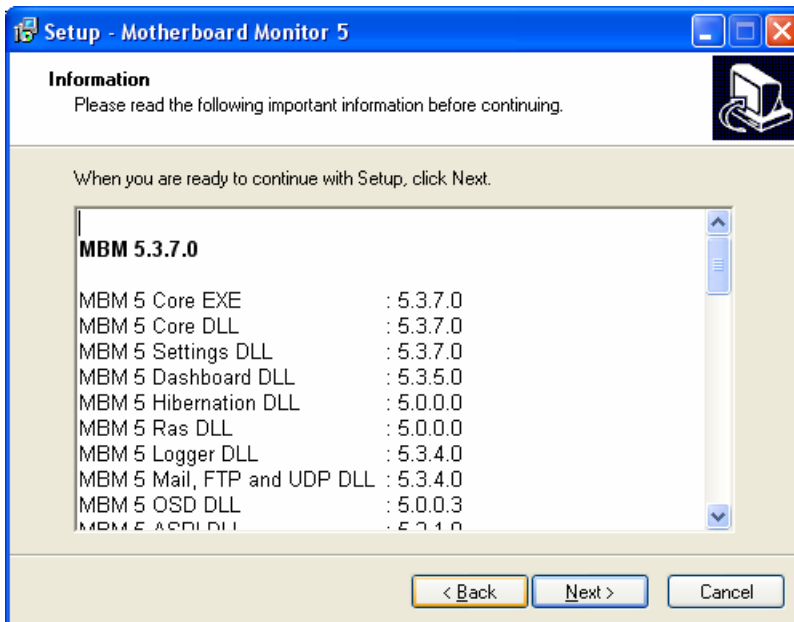 Setup - Motherboard Monitor 5
Information
Please read the following important information before continuing.
When you are ready to continue with Setup, click Next.
MBM 5.3.7.0
MBM 5 Core EXE : 5.3.7.0
MBM 5 Core DLL : 5.3.7.0
MBM 5 Settings DLL : 5.3.7.0
MBM 5 Dashboard DLL : 5.3.5.0
MBM 5 Hibernation DLL : 5.0.0.0
MBM 5 Ras DLL : 5.0.0.0
MBM 5 Logger DLL : 5.3.4.0
MBM 5 Mail, FTP and UDP DLL : 5.3.4.0
MBM 5 OSD DLL : 5.0.0.3
MBM 5
< Back Next > Cancel